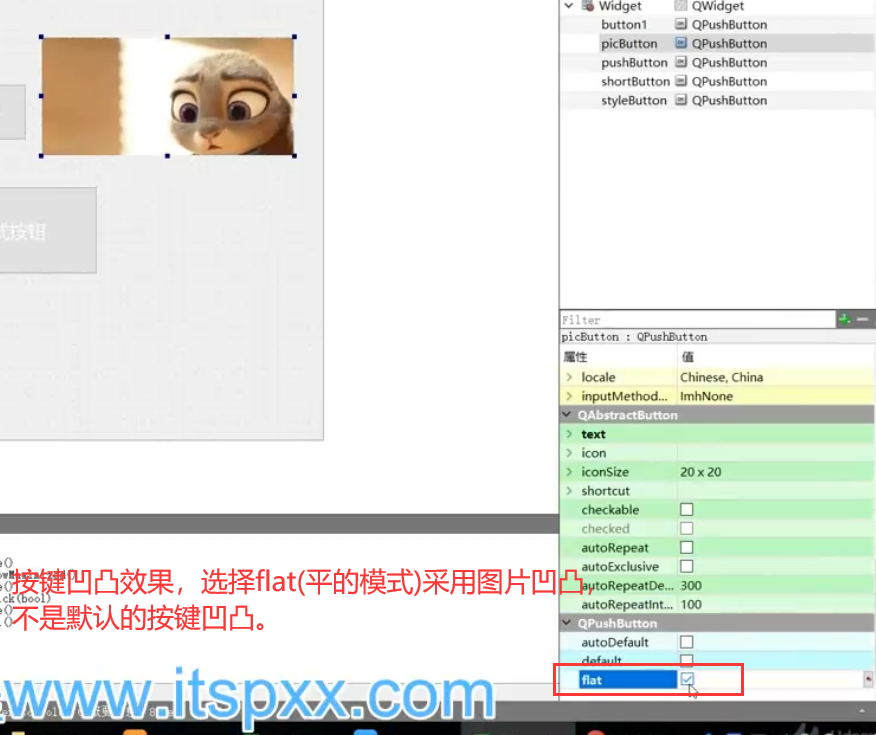 Widget QWidget
button1 QPushButton
picButton QPushButton
pushButton QPushButton
shortButton QPushButton
styleButton QPushButton
式按钮
Filter
picButton : QPushButton
属性 值
locale Chinese, China
inputMethod... ImhNone
QAbstractButton
text
icon
iconSize 20 x 20
shortcut
checkable
checked
autoRepeat
autoExclusive
autoRepeatDe... 300
autoRepeatInt... 100
QPushButton
autoDefault
default
flat
ick(bool)
按键凹凸效果，选择flat(平的模式)采用图片凹凸，
不是默认的按键凹凸。
www.itspxx.com